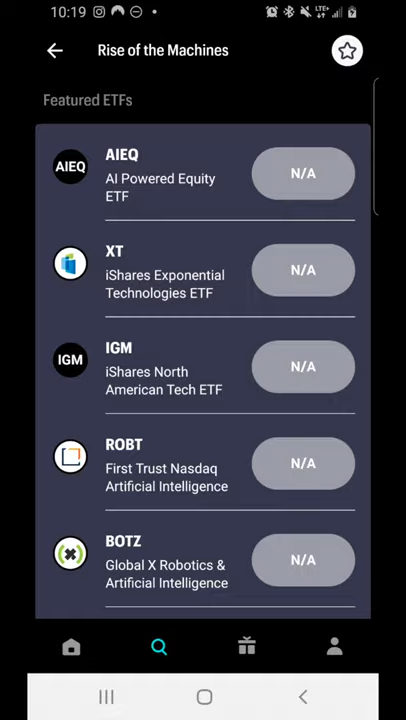 10:19
LTE+
Rise of the Machines
Featured ETFs
AIEQ
AIEQ
AI Powered Equity
ETF
N/A
XT
iShares Exponential
Technologies ETF
N/A
IGM
IGM
iShares North
American Tech ETF
N/A
ROBT
First Trust Nasdaq
Artificial Intelligence
N/A
BOTZ
Global X Robotics &
Artificial Intelligence
N/A